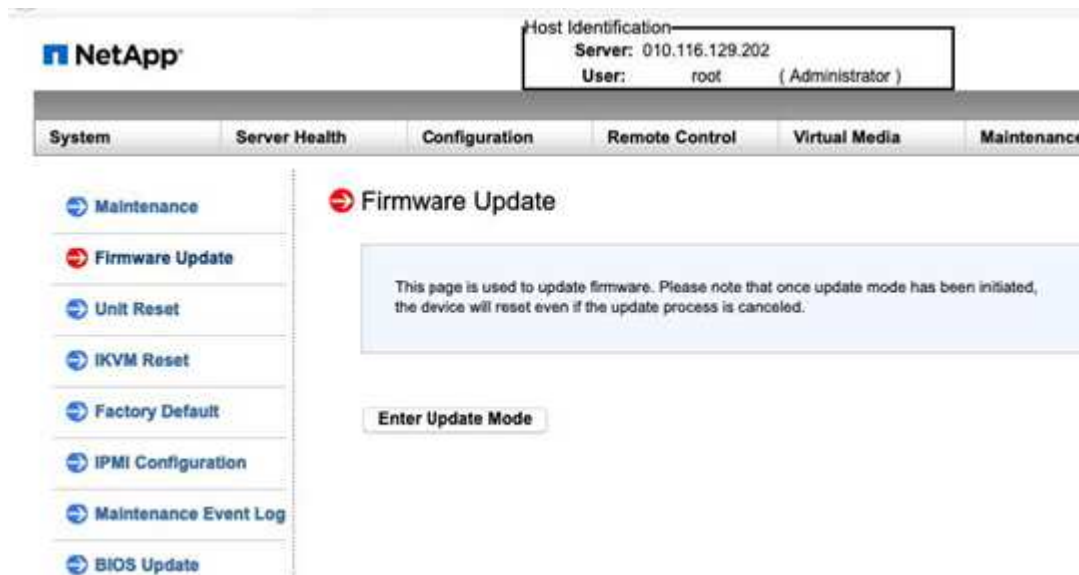 Host Identification
NetApp
Server: 010.116.129.202
User: root ( Administrator )
System Server Health Configuration Remote Control Virtual Media Maintenance
Maintenance
Firmware Update
Unit Reset
IKVM Reset
Factory Default
IPMI Configuration
Maintenance Event Log
BIOS Update
Firmware Update
This page is used to update firmware. Please note that once update mode has been initiated,
the device will reset even if the update process is canceled.
Enter Update Mode